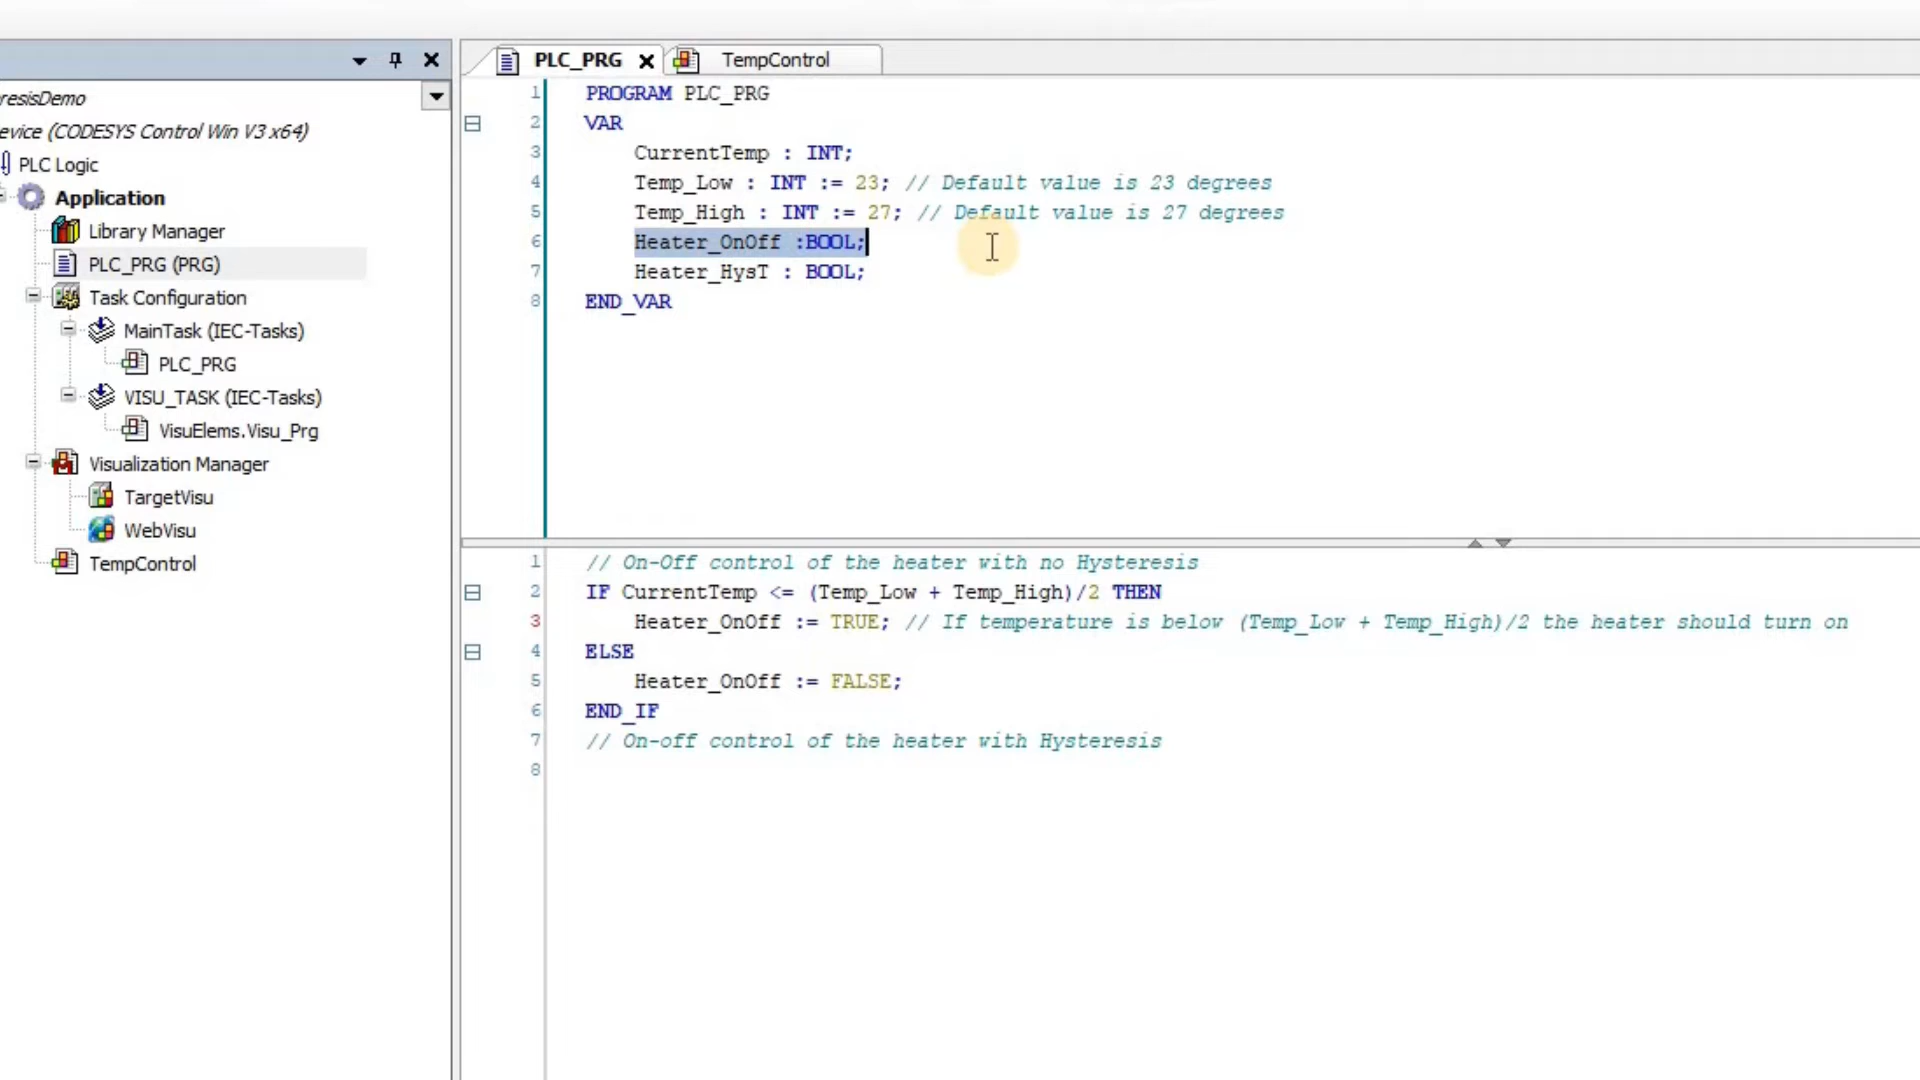 resisDemo
evice (CODESYS Control Win V3 x64)
PLC Logic
Application
Library Manager
PLC_PRG (PRG)
Task Configuration
MainTask (IEC-Tasks)
PLC_PRG
VISU_TASK (IEC-Tasks)
VisuElems.Visu_Prg
Visualization Manager
TargetVisu
WebVisu
TempControl
PLC_PRG TempControl
1 PROGRAM PLC_PRG
2 VAR
3 CurrentTemp : INT;
4 Temp_Low : INT := 23; // Default value is 23 degrees
5 Temp_High : INT := 27; // Default value is 27 degrees
6 Heater_OnOff :BOOL;
7 Heater_HysT : BOOL;
8 END_VAR
1 // On-Off control of the heater with no Hysteresis
2 IF CurrentTemp <= (Temp_Low + Temp_High)/2 THEN
3 Heater_OnOff := TRUE; // If temperature is below (Temp_Low + Temp_High)/2 the heater should turn on
4 ELSE
5 Heater_OnOff := FALSE;
6 END_IF
7 // On-off control of the heater with Hysteresis
8